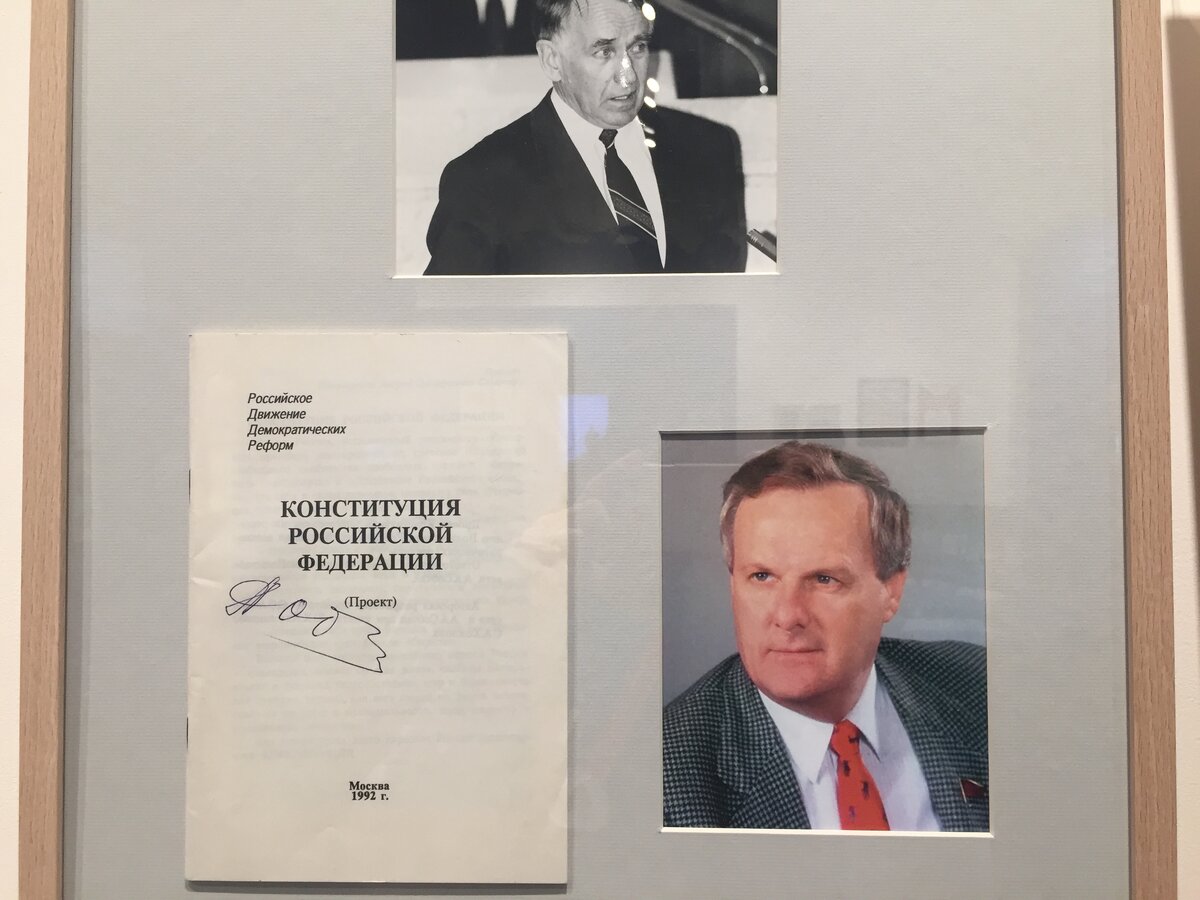 Российское
Движение
Демократических
Реформ
КОНСТИТУЦИЯ
РОССИЙСКОЙ
ФЕДЕРАЦИИ
(Проект)
Москва
1992 г.